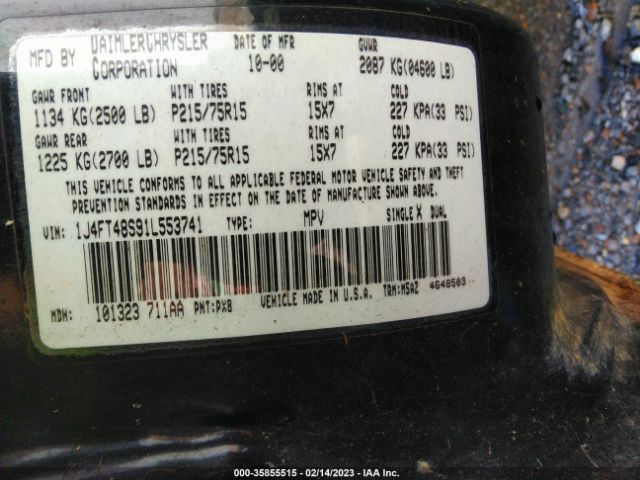 MFD BY DAIMLERCHRYSLER CORPORATION DATE OF MFR 10-00 GVWR 2087 KG(04600 LB)
GAWR FRONT WITH TIRES RIMS AT COLD
1134 KG(2500 LB) P215/75R15 15X7 227 KPA(33 PSI)
GAWR REAR WITH TIRES RIMS AT COLD
1225 KG(2700 LB) P215/75R15 15X7 227 KPA(33 PSI)
THIS VEHICLE CONFORMS TO ALL APPLICABLE FEDERAL MOTOR VEHICLE SAFETY AND THEFT
PREVENTION STANDARDS IN EFFECT ON THE DATE OF MANUFACTURE SHOWN ABOVE.
VIN: 1J4FT48S91L553741 TYPE: MPV SINGLE X DUAL
MDH: 101323 711AA PNT:PX8 VEHICLE MADE IN U.S.A. TRM:MSAZ 4648503
000-35855515 - 02/14/2023 - IAA Inc.